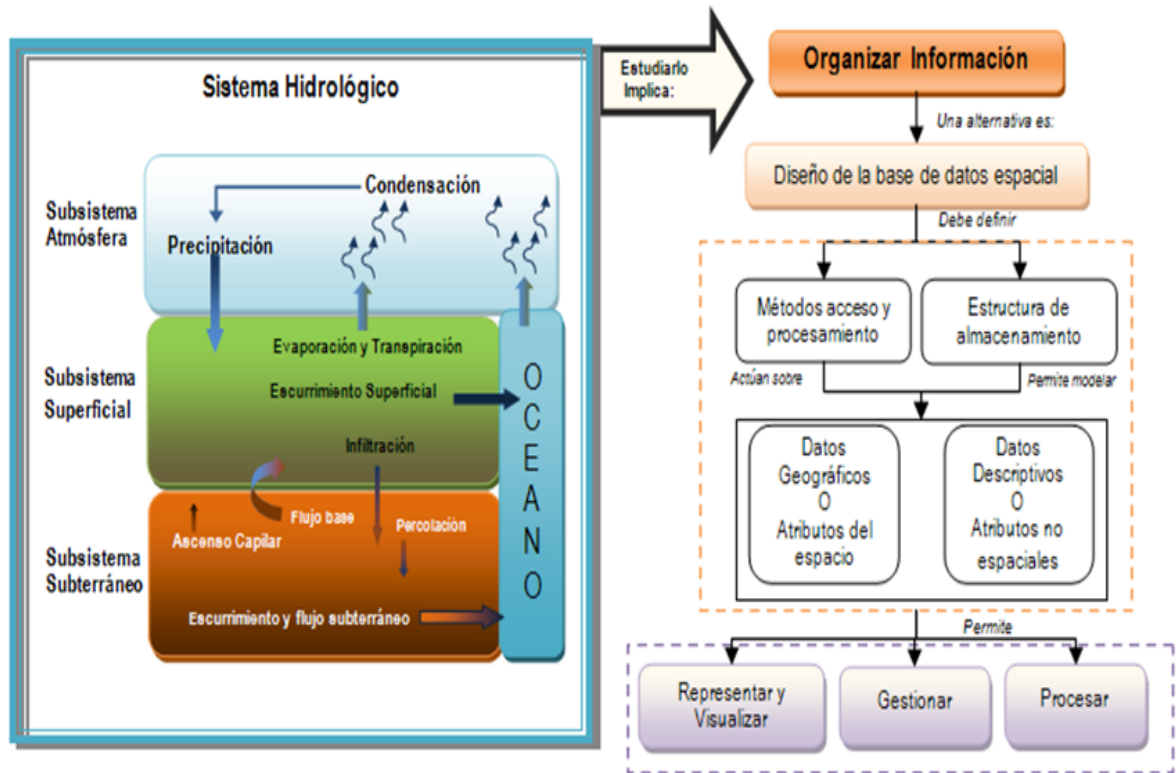 Sistema Hidrológico
Subsistema
Atmósfera
Condensación
Precipitación
Subsistema
Superficial
Evaporación y Transpiración
Escurrimiento Superficial
Infiltración
OCEANO
Subsistema
Subterráneo
Flujo base
Ascenso Capilar
Percolación
Escurrimiento y flujo subterráneo
Estudiarlo
Implica:
Organizar Información
Una alternativa es:
Diseño de la base de datos espacial
Debe definir
Métodos acceso y
procesamiento
Estructura de
almacenamiento
Actúan sobre
Permite modelar
Datos
Geográficos
O
Atributos del
espacio
Datos
Descriptivos
O
Atributos no
espaciales
Permite
Representar y
Visualizar
Gestionar
Procesar